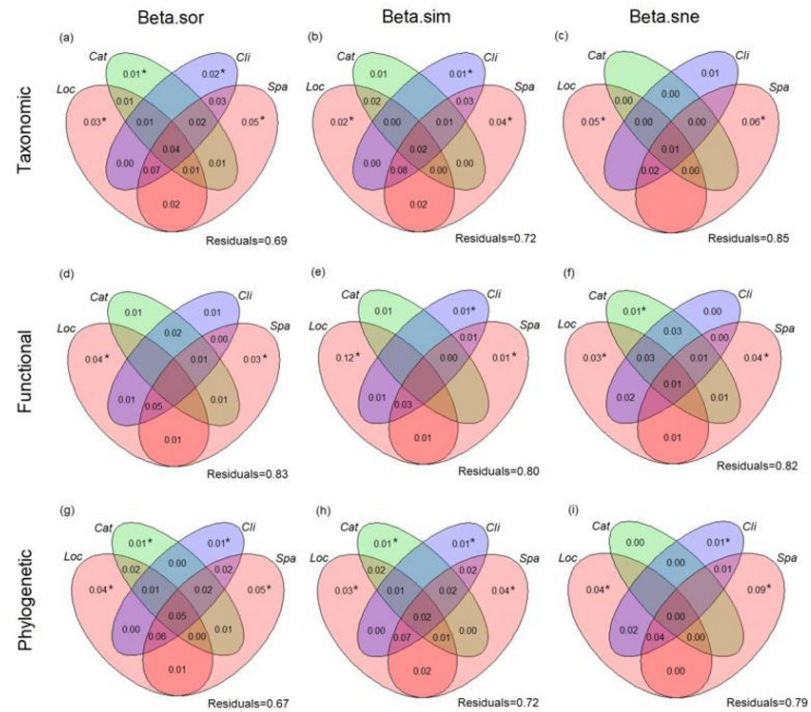 Beta.sor Beta.sim Beta.sne
Taxonomic
(a) (b) (c)
Cat Cli Cat Cli Cat Cli
Loc Spa Loc Spa Loc Spa
0.01* 0.02* 0.01 0.01* 0.01
0.01 0.03 0.02 0.03 0.00 0.00
0.03* 0.01 0.02 0.05* 0.02* 0.00 0.01 0.04* 0.05* 0.00 0.00 0.06*
0.04 0.02 0.01
0.00 0.07 0.01 0.01 0.00 0.08 0.00 0.00 0.02 0.00
0.02 0.02
Residuals=0.69 Residuals=0.72 Residuals=0.85
Functional
(d) (e) (f)
Cat Cli Cat Cli Cat Cli
Loc Spa Loc Spa Loc Spa
0.01 0.01 0.01 0.01* 0.01* 0.00
0.02 0.00 0.01 0.03 0.00
0.04* 0.01 0.03* 0.12* 0.00 0.01* 0.03* 0.03 0.01 0.04*
0.01
0.01 0.05 0.01 0.01 0.03 0.02 0.01
0.01 0.01 0.01
Residuals=0.83 Residuals=0.80 Residuals=0.82
Phylogenetic
(g) (h) (i)
Cat Cli Cat Cli Cat Cli
Loc Spa Loc Spa Loc Spa
0.01* 0.01* 0.01* 0.01* 0.00 0.01*
0.02 0.00 0.02 0.02 0.02 0.00 0.01
0.04* 0.01 0.02 0.05* 0.03* 0.01 0.02 0.04* 0.04* 0.09*
0.05 0.02 0.00
0.00 0.06 0.00 0.01 0.00 0.07 0.01 0.00 0.02 0.04 0.00
0.01 0.02 0.00
Residuals=0.67 Residuals=0.72 Residuals=0.79